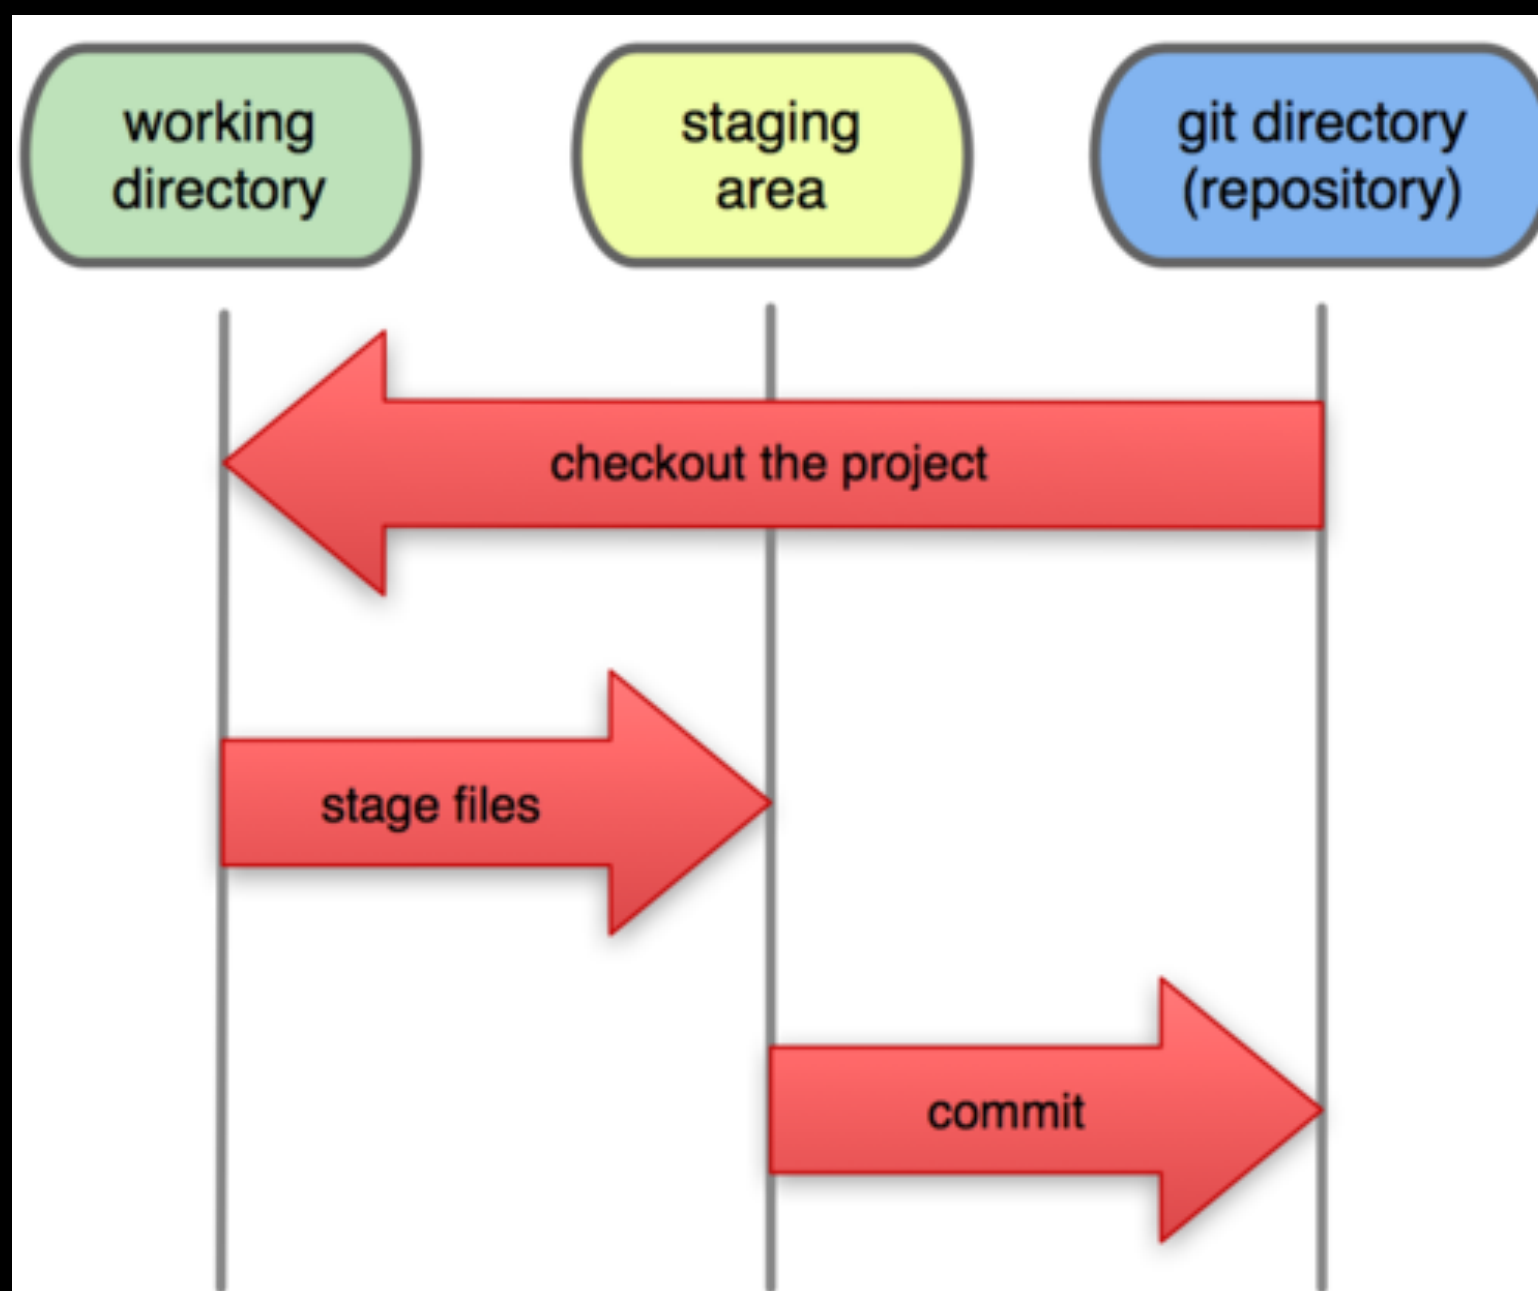 working
directory
staging
area
git directory
(repository)
checkout the project
stage files
commit